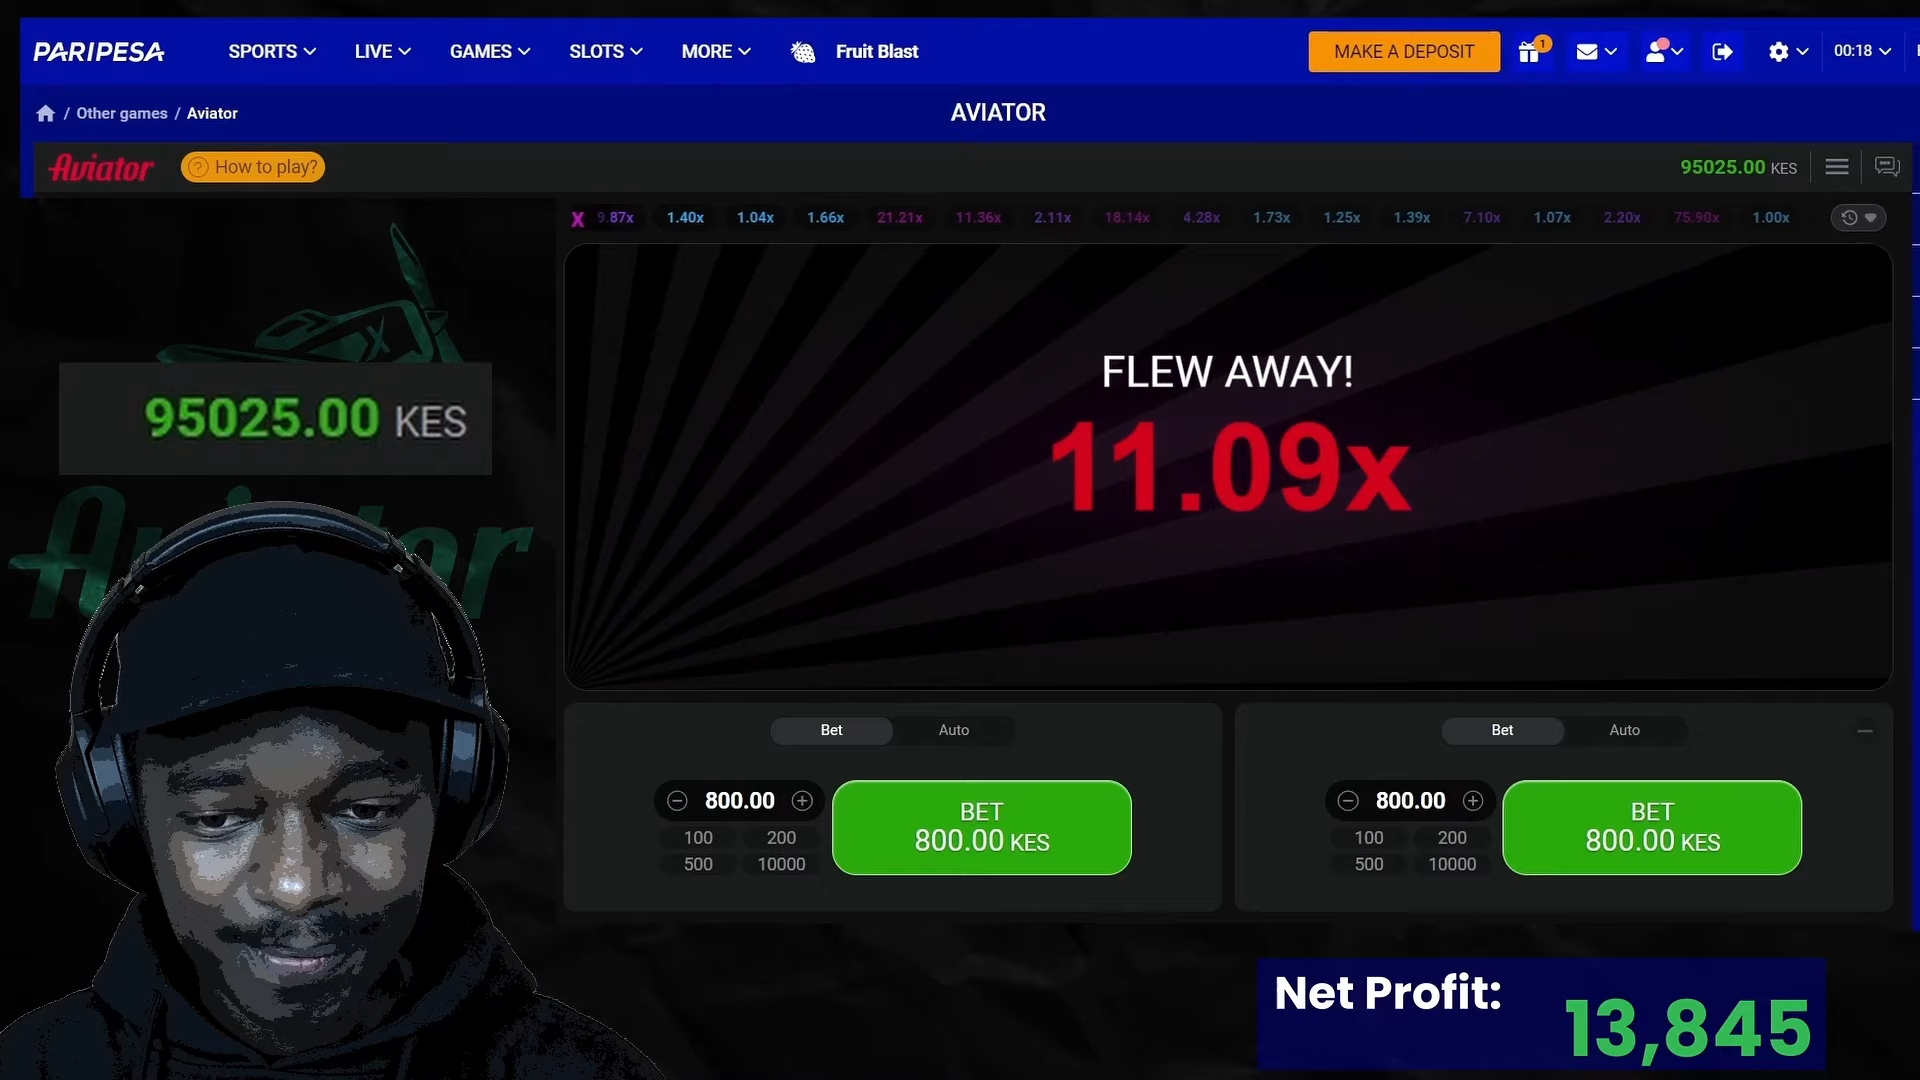 PARIPESA
SPORTS
LIVE
GAMES
SLOTS
MORE
Fruit Blast
MAKE A DEPOSIT
1
00:18
/ Other games / Aviator
AVIATOR
Aviator
? How to play?
95025.00 KES
X 9.87x 1.40x 1.04x 1.66x 21.21x 11.36x 2.11x 18.14x 4.28x 1.73x 1.25x 1.39x 7.10x 1.07x 2.20x 75.90x 1.00x
95025.00 KES
FLEW AWAY!
11.09x
Bet Auto
800.00
100 200
500 10000
BET
800.00 KES
Bet Auto
800.00
100 200
500 10000
BET
800.00 KES
Net Profit:
13,845